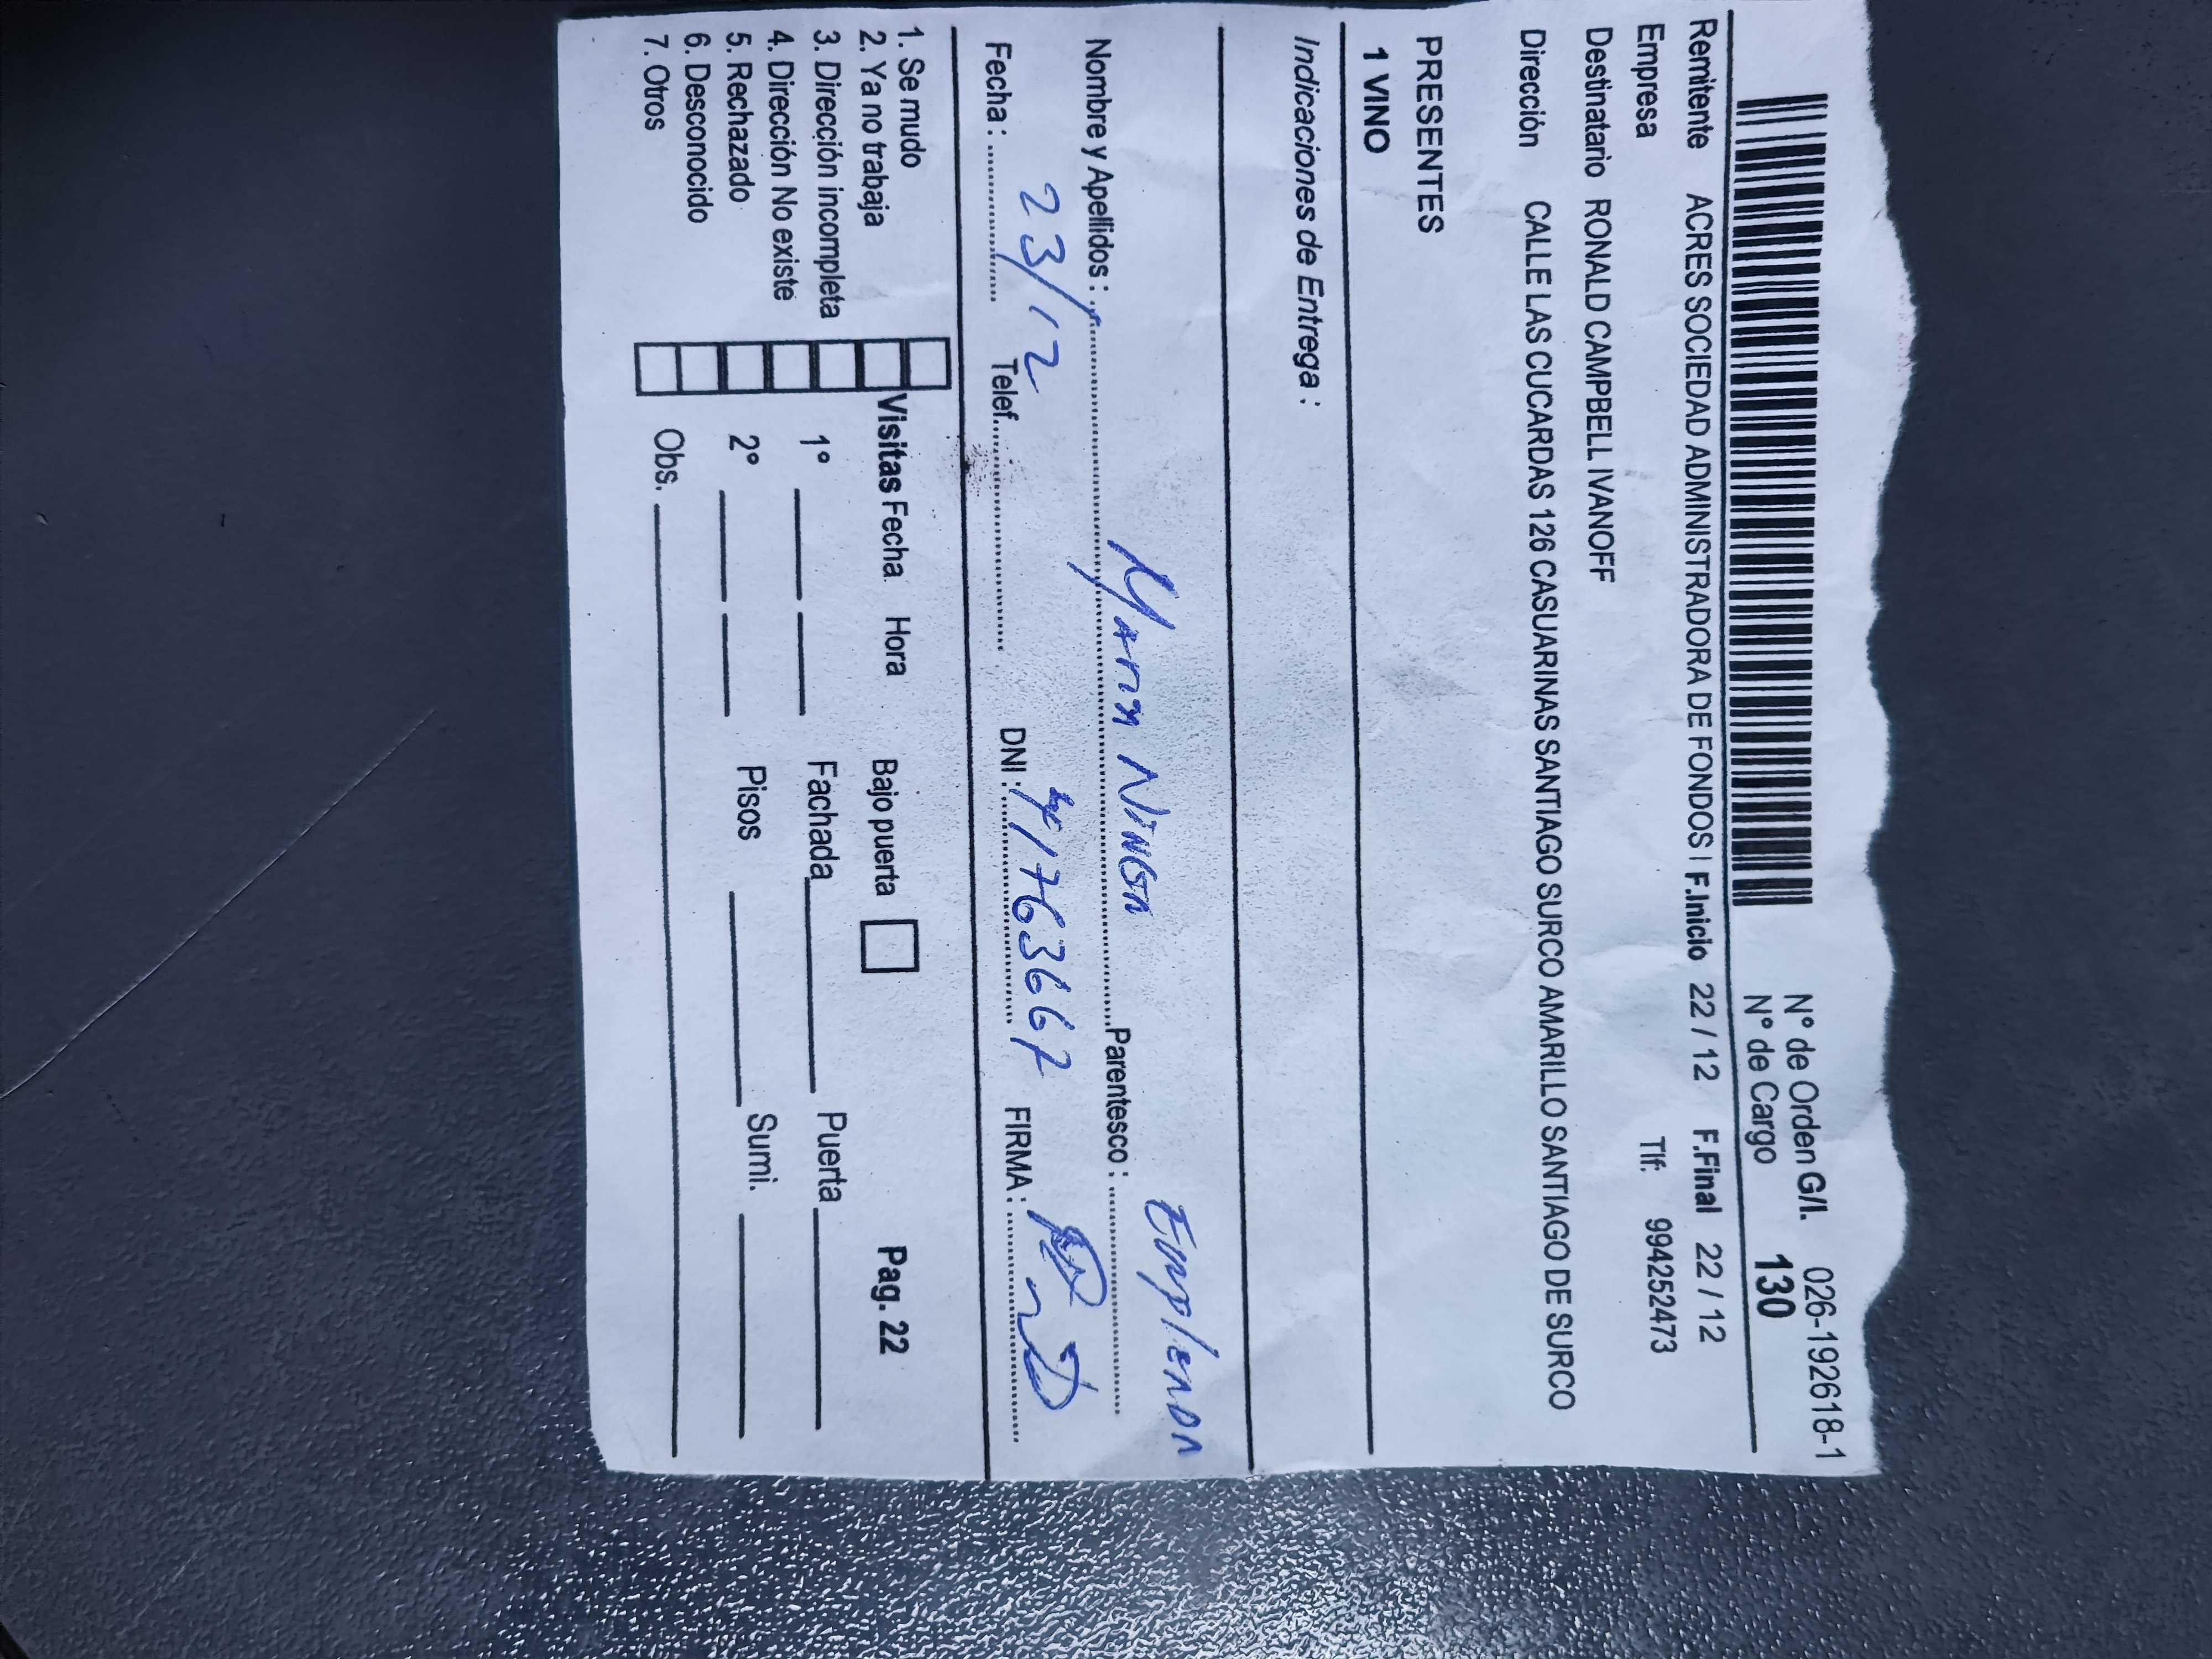 N° de Orden G/I. 026-192618-1
N° de Cargo 130
Remitente ACRES SOCIEDAD ADMINISTRADORA DE FONDOS I F.Inicio 22 / 12 F.Final 22 / 12
Empresa Tlf: 994252473
Destinatario RONALD CAMPBELL IVANOFF
Dirección CALLE LAS CUCARDAS 126 CASUARINAS SANTIAGO SURCO AMARILLO SANTIAGO DE SURCO
PRESENTES
1 VINO
Indicaciones de Entrega :
Nombre y Apellidos : Maria Ninga Parentesco : Empleada
Fecha : 23/12 Telef. DNI : 41763667 FIRMA :
1. Se mudo
2. Ya no trabaja Visitas Fecha Hora Bajo puerta Pag. 22
3. Dirección incompleta 1° Fachada Puerta
4. Dirección No existe
5. Rechazado 2° Pisos Sumi.
6. Desconocido
7. Otros Obs.